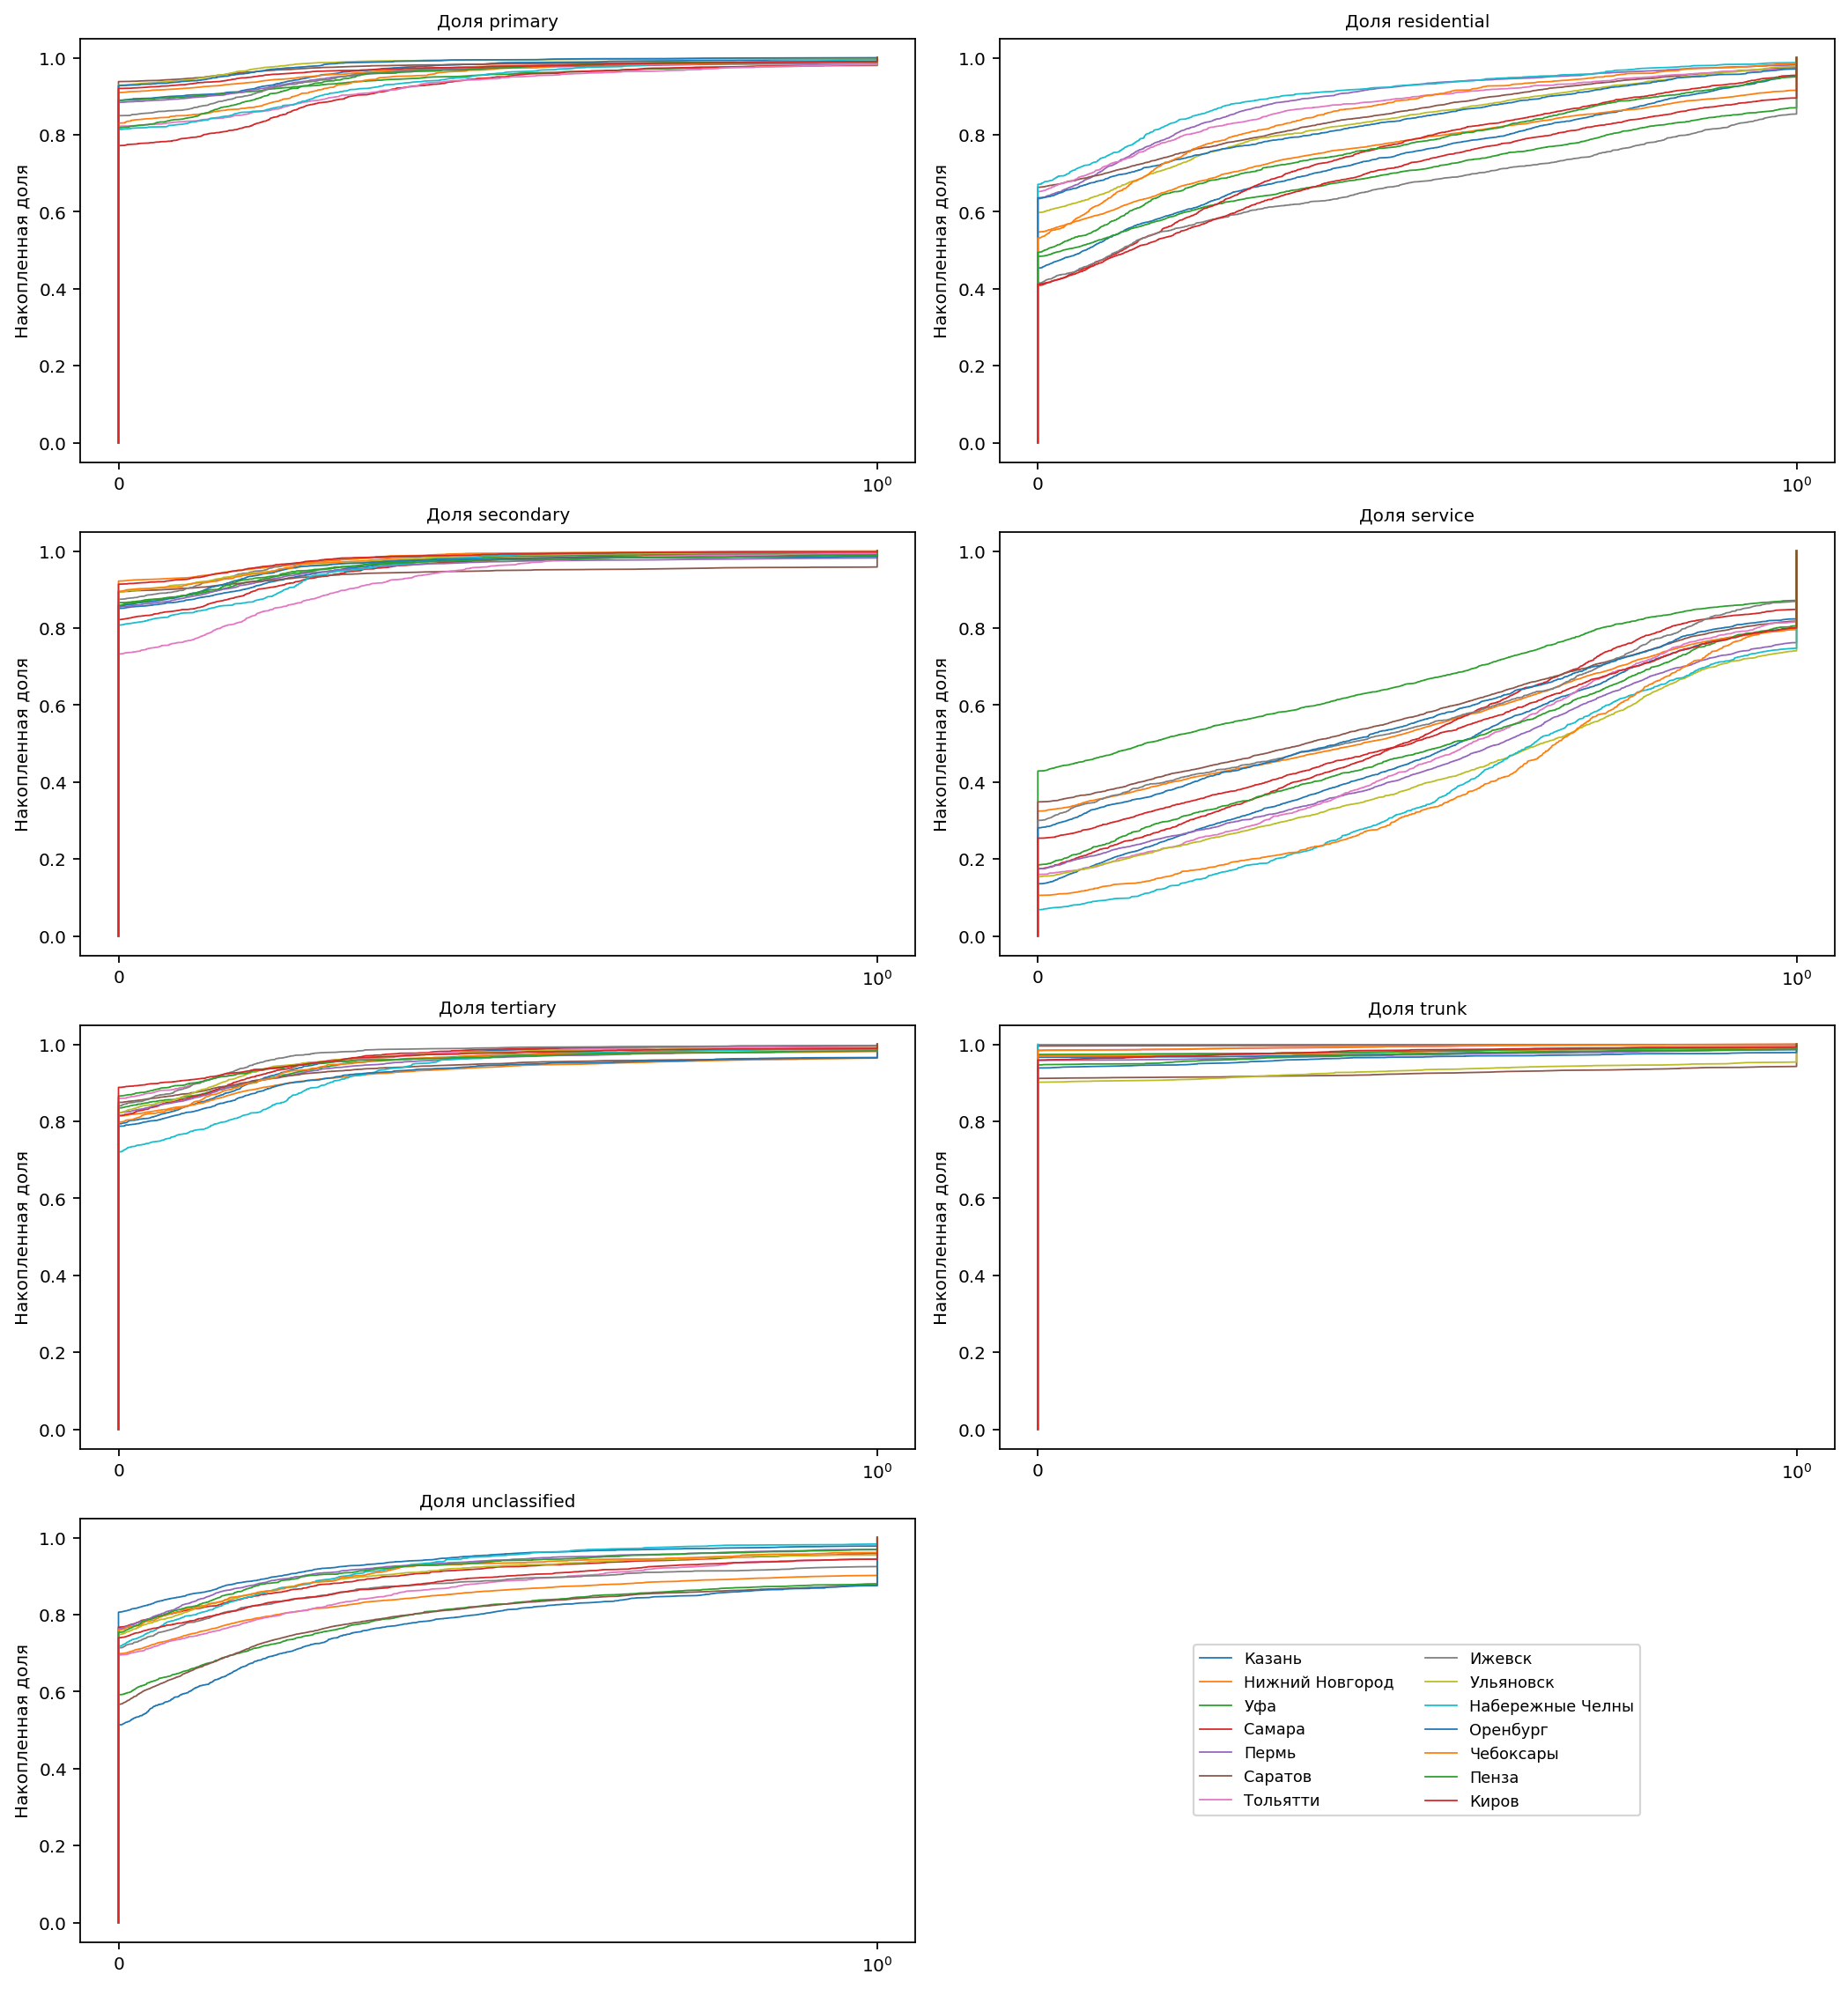 Доля primary
Накопленная доля
1.0
0.8
0.6
0.4
0.2
0.0
0
10⁰
Доля residential
Накопленная доля
1.0
0.8
0.6
0.4
0.2
0.0
0
10⁰
Доля secondary
Накопленная доля
1.0
0.8
0.6
0.4
0.2
0.0
0
10⁰
Доля service
Накопленная доля
1.0
0.8
0.6
0.4
0.2
0.0
0
10⁰
Доля tertiary
Накопленная доля
1.0
0.8
0.6
0.4
0.2
0.0
0
10⁰
Доля trunk
Накопленная доля
1.0
0.8
0.6
0.4
0.2
0.0
0
10⁰
Доля unclassified
Накопленная доля
1.0
0.8
0.6
0.4
0.2
0.0
0
10⁰
Казань
Нижний Новгород
Уфа
Самара
Пермь
Саратов
Тольятти
Ижевск
Ульяновск
Набережные Челны
Оренбург
Чебоксары
Пенза
Киров